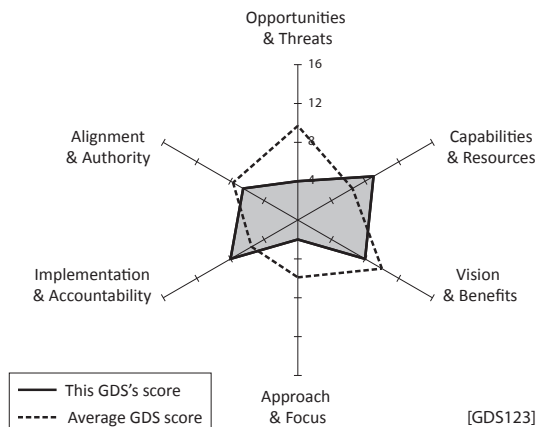 Opportunities
& Threats
16
12
8
4
Alignment
& Authority
Capabilities
& Resources
Implementation
& Accountability
Vision
& Benefits
Approach
& Focus
This GDS's score
Average GDS score
[GDS123]